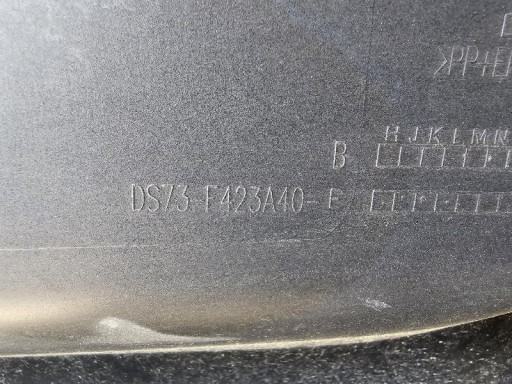 >PP+E
HJKLMN
B
DS73-F423A40-E